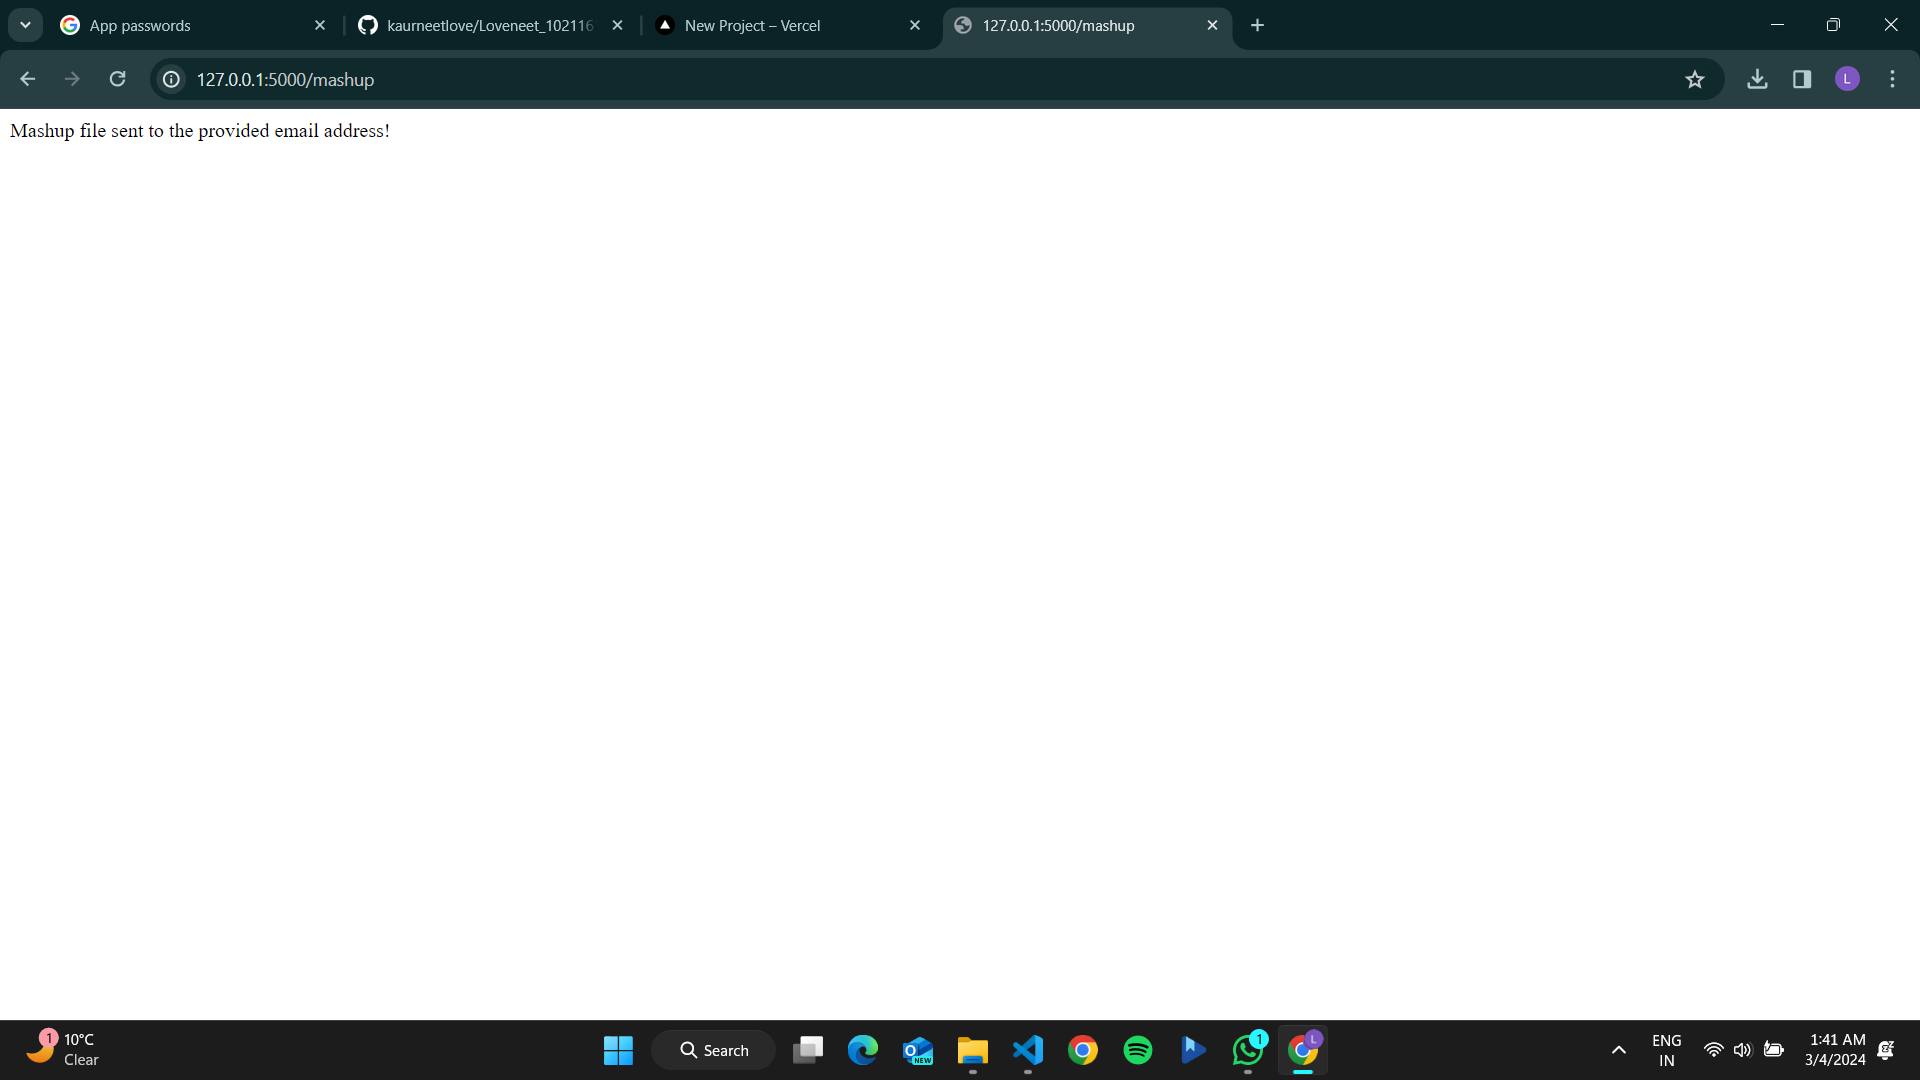 App passwords
kaurneetlove/Loveneet_102116
New Project – Vercel
127.0.0.1:5000/mashup
127.0.0.1:5000/mashup
L
Mashup file sent to the provided email address!
1
10°C
Clear
Search
NEW
1
L
ENG
IN
1:41 AM
3/4/2024